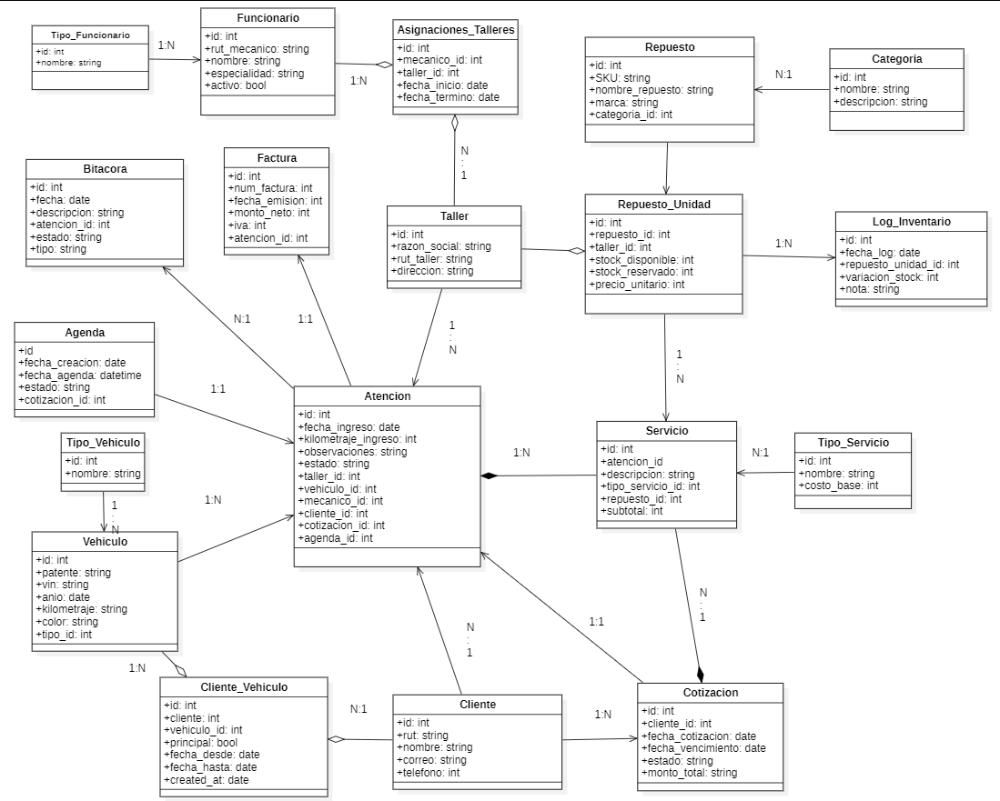 Tipo_Funcionario
+id: int
+nombre: string
1:N
Funcionario
+id: int
+rut_mecanico: string
+nombre: string
+especialidad: string
+activo: bool
1:N
Asignaciones_Talleres
+id: int
+mecanico_id: int
+taller_id: int
+fecha_inicio: date
+fecha_termino: date
N
:
1
Repuesto
+id: int
+SKU: string
+nombre_repuesto: string
+marca: string
+categoria_id: int
N:1
Categoria
+id: int
+nombre: string
+descripcion: string
Bitacora
+id: int
+fecha: date
+descripcion: string
+atencion_id: int
+estado: string
+tipo: string
Factura
+id: int
+num_factura: int
+fecha_emision: int
+monto_neto: int
+iva: int
+atencion_id: int
Taller
+id: int
+razon_social: string
+rut_taller: string
+direccion: string
Repuesto_Unidad
+id: int
+repuesto_id: int
+taller_id: int
+stock_disponible: int
+stock_reservado: int
+precio_unitario: int
1:N
Log_Inventario
+id: int
+fecha_log: date
+repuesto_unidad_id: int
+variacion_stock: int
+nota: string
N:1
1:1
1
:
N
1
:
N
Agenda
+id
+fecha_creacion: date
+fecha_agenda: datetime
+estado: string
+cotizacion_id: int
1:1
Atencion
+id: int
+fecha_ingreso: date
+kilometraje_ingreso: int
+observaciones: string
+estado: string
+taller_id: int
+vehiculo_id: int
+mecanico_id: int
+cliente_id: int
+cotizacion_id: int
+agenda_id: int
1:N
Servicio
+id: int
+atencion_id
+descripcion: string
+tipo_servicio_id: int
+repuesto_id: int
+subtotal: int
N:1
Tipo_Servicio
+id: int
+nombre: string
+costo_base: int
Tipo_Vehiculo
+id: int
+nombre: string
1
:
N
1:N
Vehiculo
+id: int
+patente: string
+vin: string
+anio: date
+kilometraje: string
+color: string
+tipo_id: int
1:N
N
:
1
1:1
N
:
1
Cliente_Vehiculo
+id: int
+cliente: int
+vehiculo_id: int
+principal: bool
+fecha_desde: date
+fecha_hasta: date
+created_at: date
N:1
Cliente
+id: int
+rut: string
+nombre: string
+correo: string
+telefono: int
1:N
Cotizacion
+id: int
+cliente_id: int
+fecha_cotizacion: date
+fecha_vencimiento: date
+estado: string
+monto_total: string